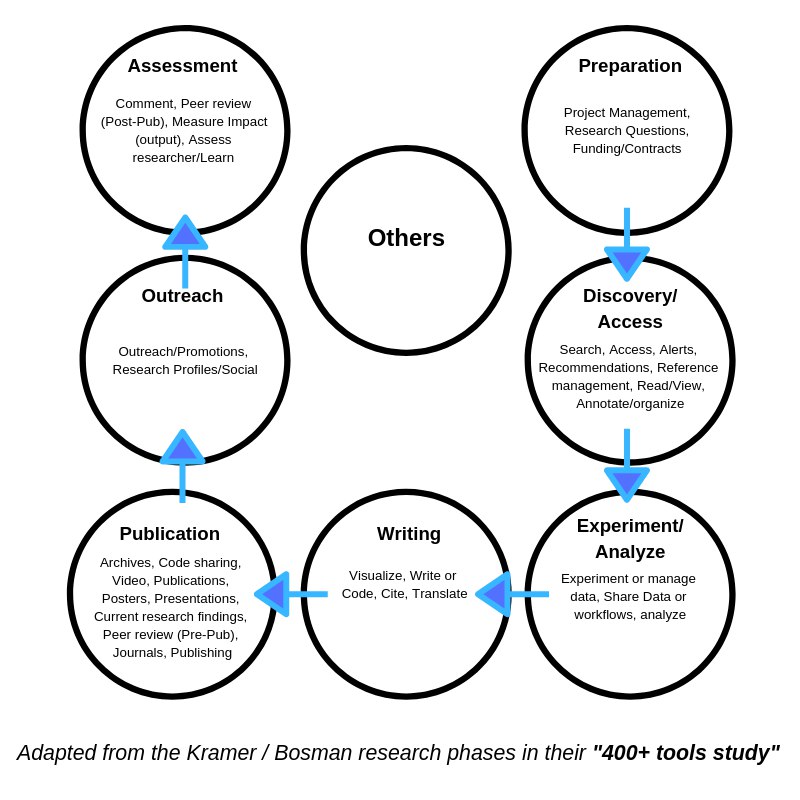 Assessment
Comment, Peer review
(Post-Pub), Measure Impact
(output), Assess
researcher/Learn
Preparation
Project Management,
Research Questions,
Funding/Contracts
Others
Outreach
Outreach/Promotions,
Research Profiles/Social
Discovery/
Access
Search, Access, Alerts,
Recommendations, Reference
management, Read/View,
Annotate/organize
Publication
Archives, Code sharing,
Video, Publications,
Posters, Presentations,
Current research findings,
Peer review (Pre-Pub),
Journals, Publishing
Writing
Visualize, Write or
Code, Cite, Translate
Experiment/
Analyze
Experiment or manage
data, Share Data or
workflows, analyze
Adapted from the Kramer / Bosman research phases in their "400+ tools study"